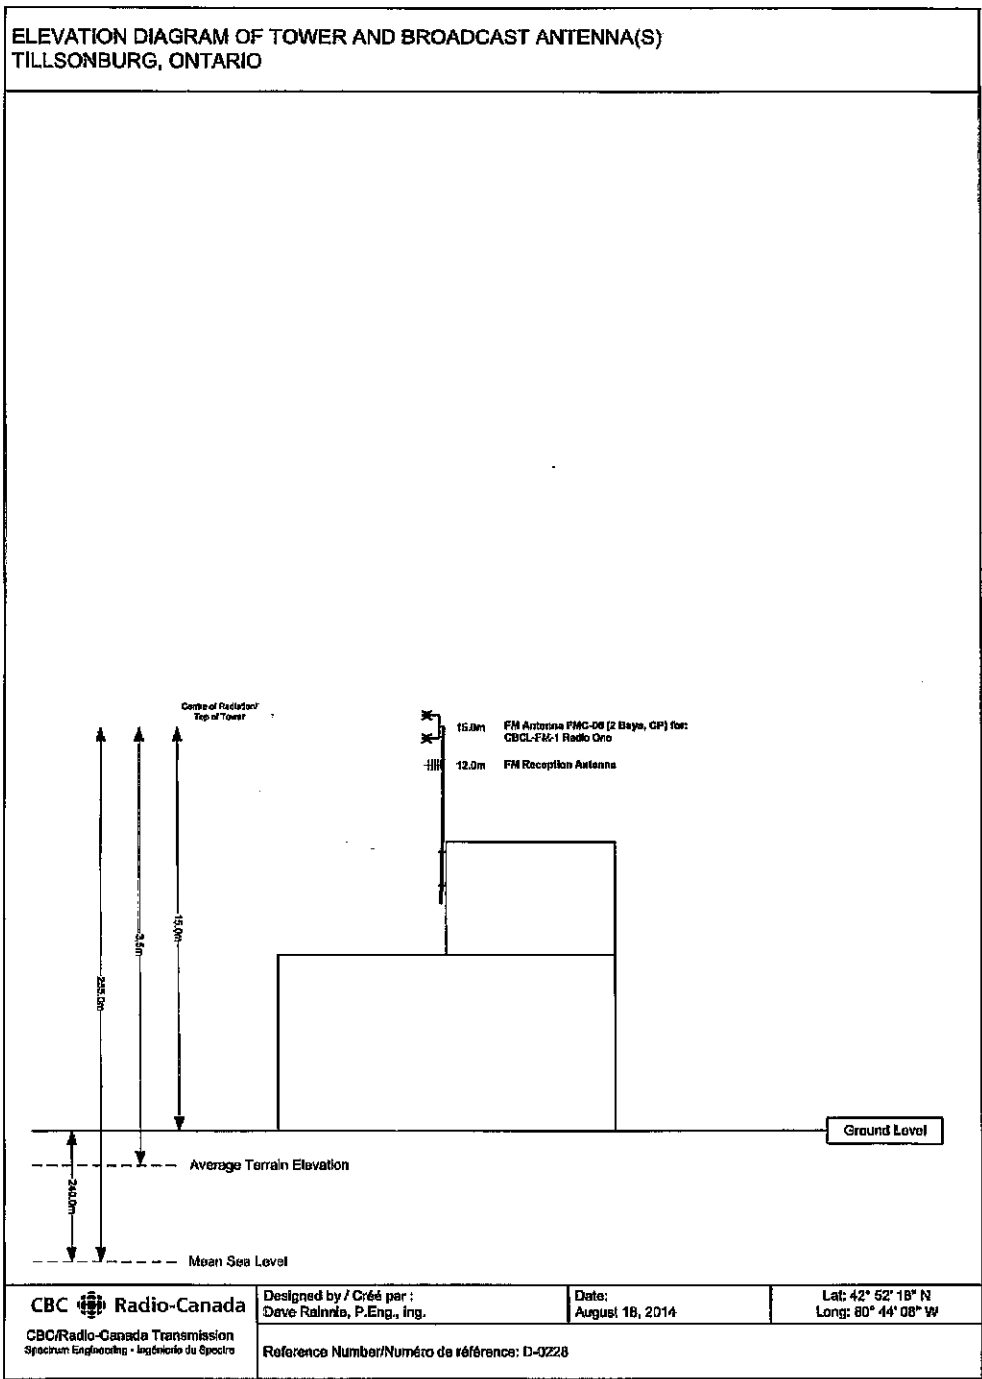 ELEVATION DIAGRAM OF TOWER AND BROADCAST ANTENNA(S)
TILLSONBURG, ONTARIO
Centre of Radiation/
Top of Tower
15.0m
FM Antenna FMC-06 (2 Bays, CP) for:
CBCL-FM-1 Radio One
12.0m
FM Reception Antenna
15.0m
-3.5m
255.0m
Ground Level
Average Terrain Elevation
240.0m
Mean Sea Level
CBC Radio-Canada
CBC/Radio-Canada Transmission
Spectrum Engineering - Ingénierie du Spectre
Designed by / Créé par :
Dave Rainnie, P.Eng., ing.
Date:
August 18, 2014
Lat: 42° 52' 18" N
Long: 80° 44' 08" W
Reference Number/Numéro de référence: D-0228